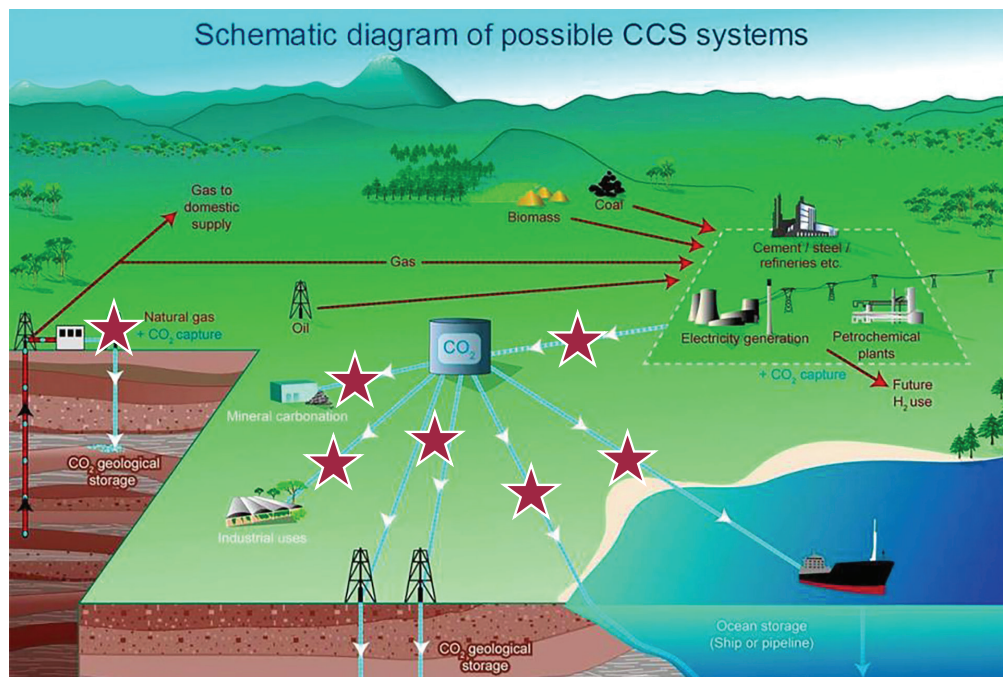 Schematic diagram of possible CCS systems
Gas to
domestic
supply
Biomass
Coal
Cement / steel /
refineries etc.
Gas
Natural gas
+ CO₂ capture
Oil
CO₂
Electricity generation
Petrochemical
plants
+ CO₂ capture
Future
H₂ use
Mineral carbonation
CO₂ geological
storage
Industrial uses
CO₂ geological
storage
Ocean storage
(Ship or pipeline)